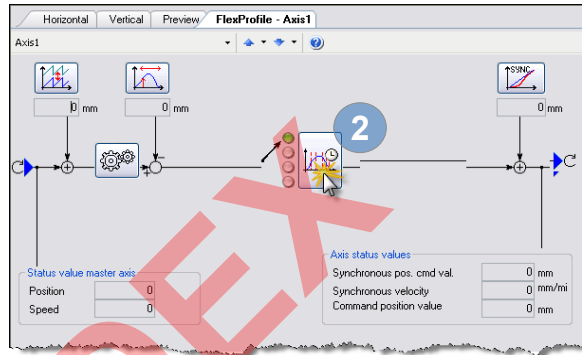 Horizontal Vertical Preview FlexProfile - Axis1
Axis1
SYNC
0 mm 0 mm 0 mm
2
Status value master axis
Position 0
Speed 0
Axis status values
Synchronous pos. cmd val. 0 mm
Synchronous velocity 0 mm/mi
Command position value 0 mm